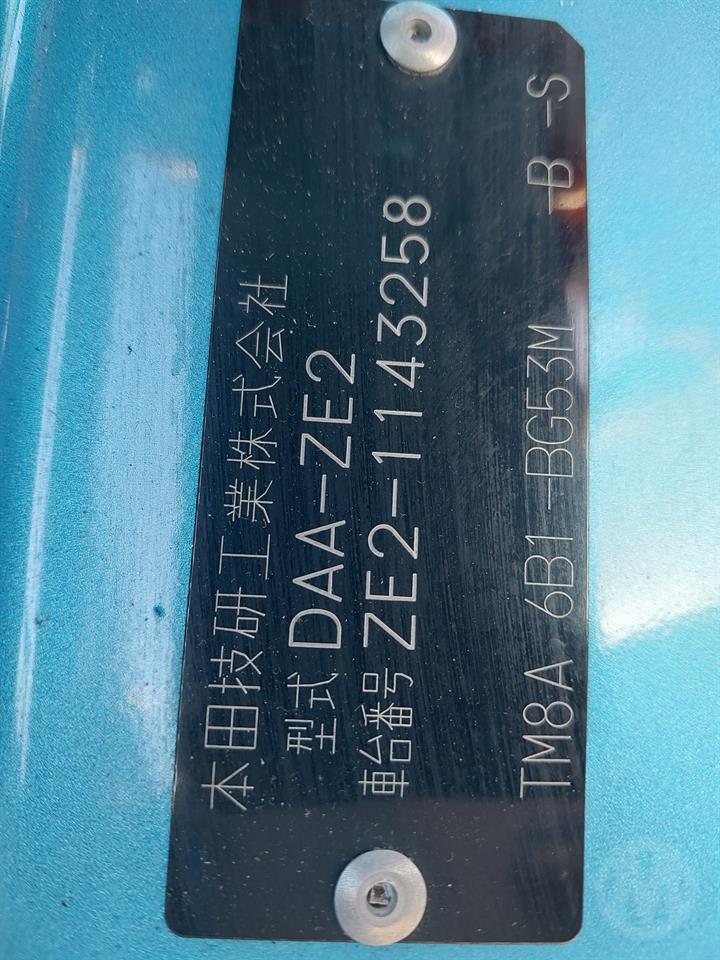 本田技研工業株式会社
型式 DAA-ZE2
車台番号 ZE2-1143258
TM8A 6B1 -BG53M -B -S